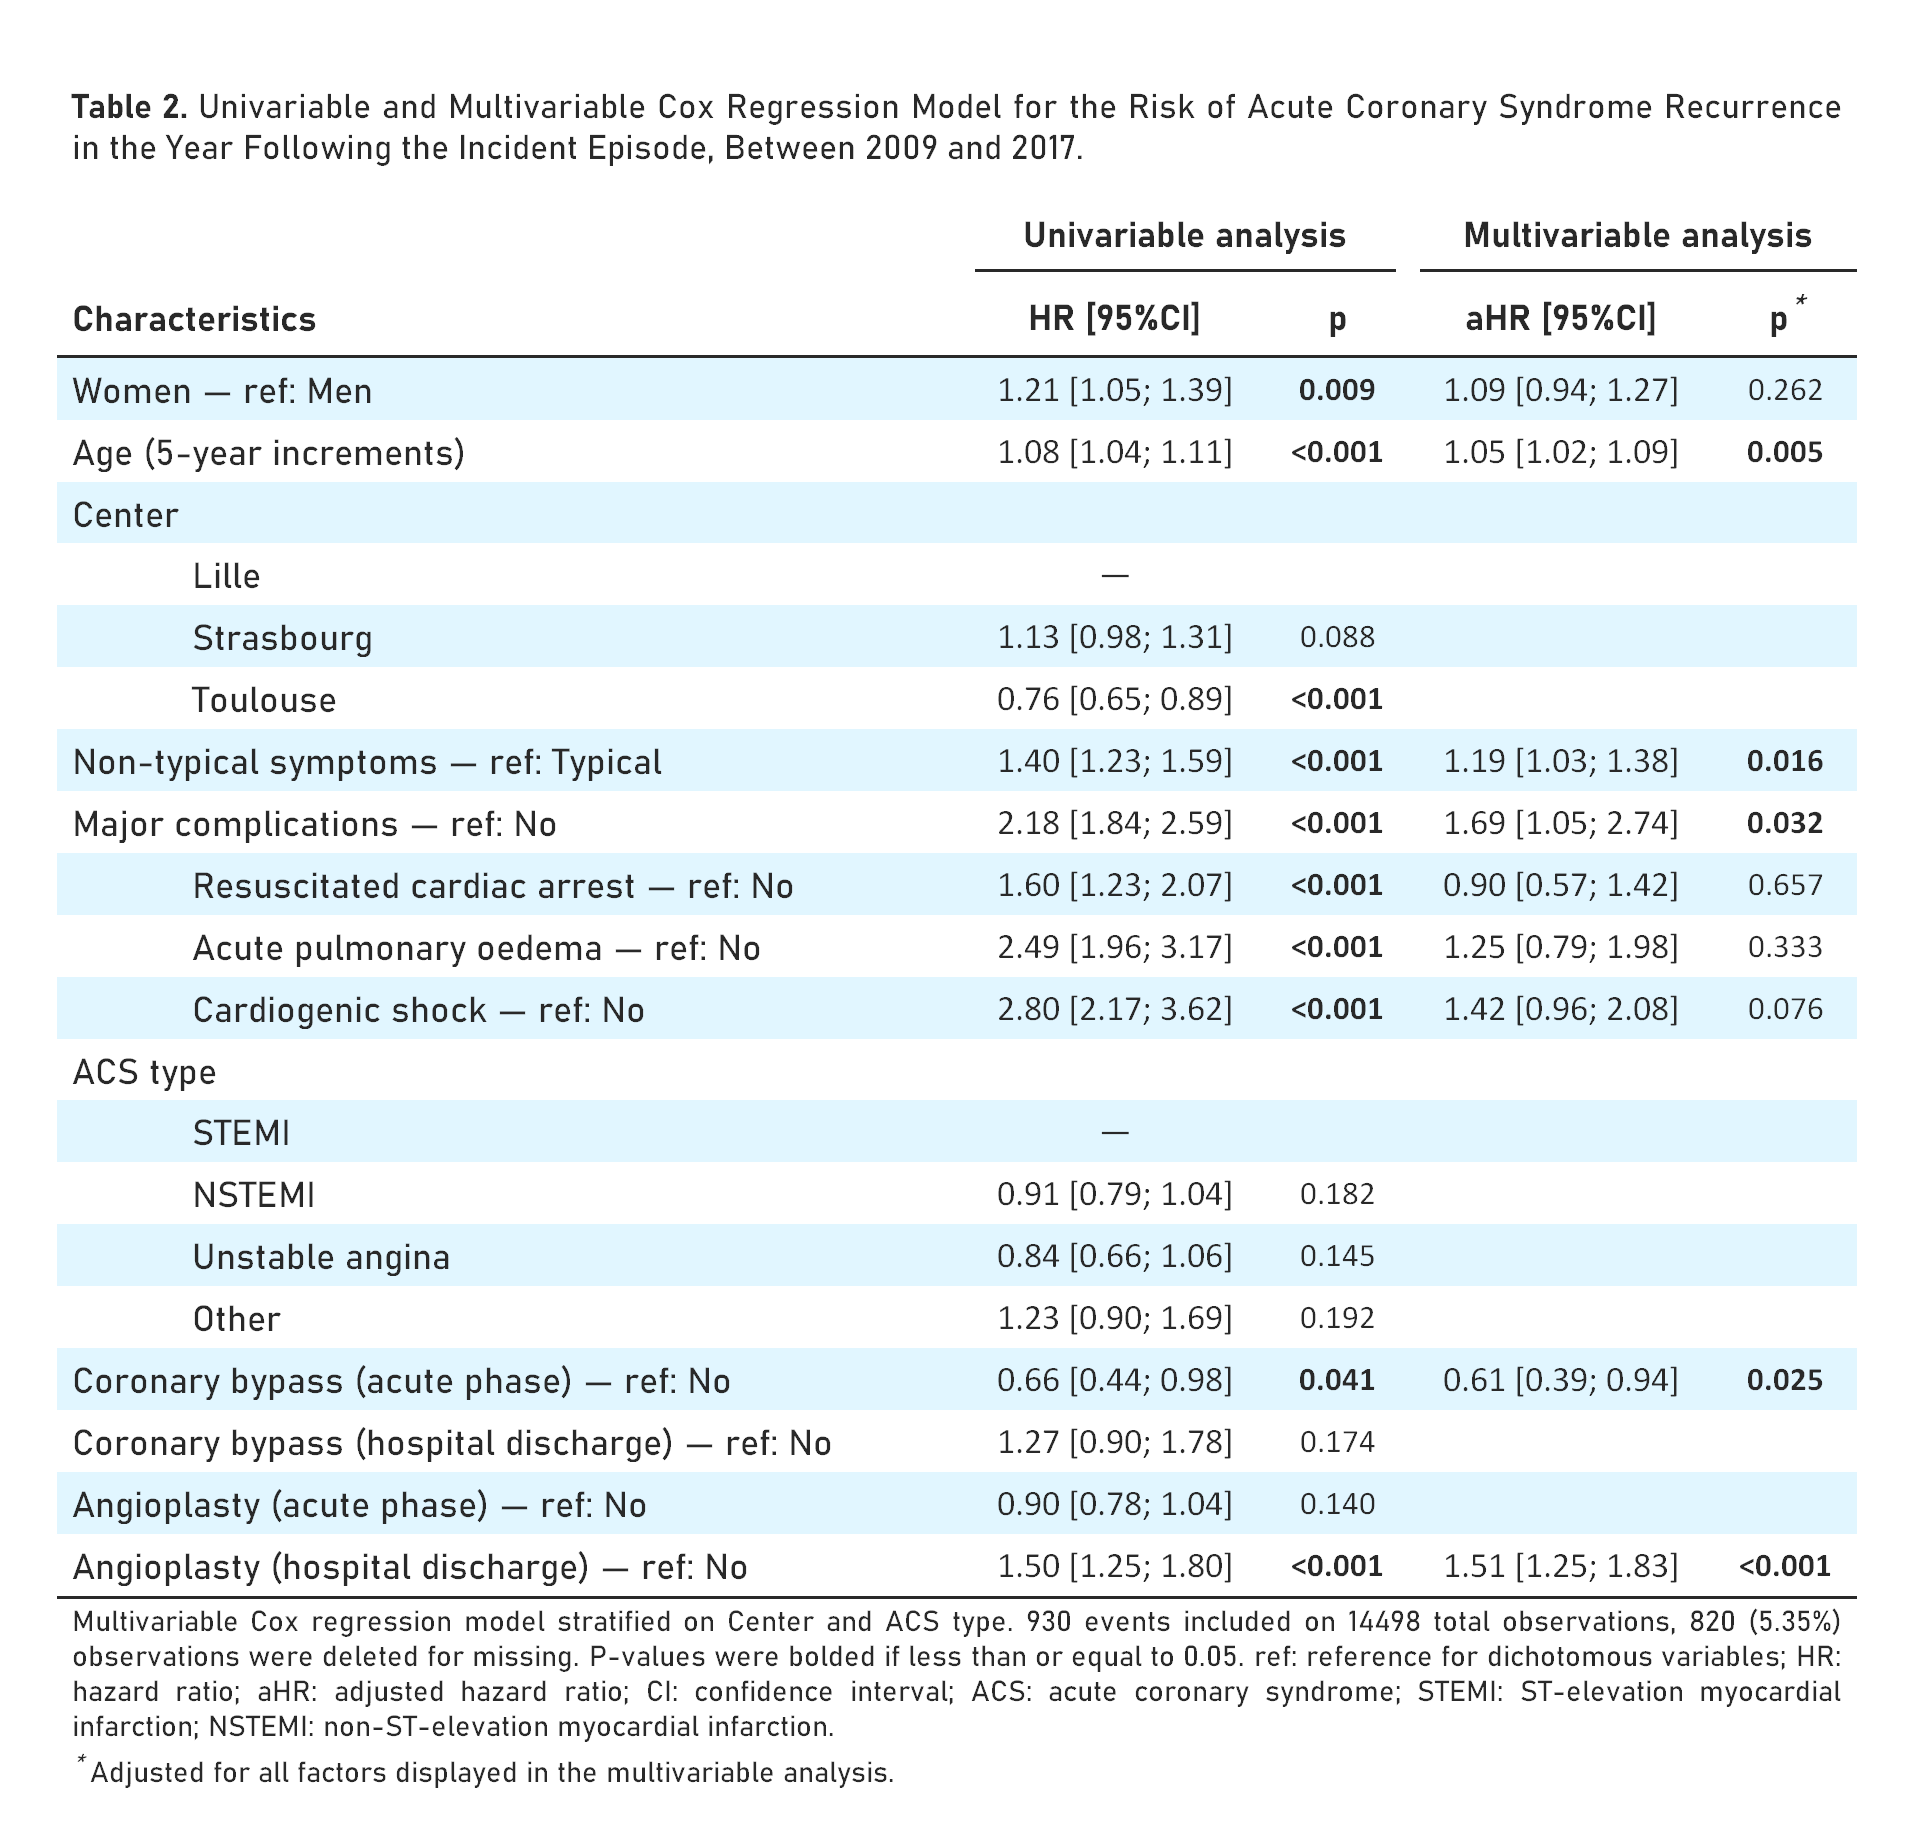 Table 2. Univariable and Multivariable Cox Regression Model for the Risk of Acute Coronary Syndrome Recurrence
in the Year Following the Incident Episode, Between 2009 and 2017.
Univariable analysis Multivariable analysis
Characteristics HR [95%CI] p aHR [95%CI] p*
Women — ref: Men 1.21 [1.05; 1.39] 0.009 1.09 [0.94; 1.27] 0.262
Age (5-year increments) 1.08 [1.04; 1.11] <0.001 1.05 [1.02; 1.09] 0.005
Center
Lille —
Strasbourg 1.13 [0.98; 1.31] 0.088
Toulouse 0.76 [0.65; 0.89] <0.001
Non-typical symptoms — ref: Typical 1.40 [1.23; 1.59] <0.001 1.19 [1.03; 1.38] 0.016
Major complications — ref: No 2.18 [1.84; 2.59] <0.001 1.69 [1.05; 2.74] 0.032
Resuscitated cardiac arrest — ref: No 1.60 [1.23; 2.07] <0.001 0.90 [0.57; 1.42] 0.657
Acute pulmonary oedema — ref: No 2.49 [1.96; 3.17] <0.001 1.25 [0.79; 1.98] 0.333
Cardiogenic shock — ref: No 2.80 [2.17; 3.62] <0.001 1.42 [0.96; 2.08] 0.076
ACS type
STEMI —
NSTEMI 0.91 [0.79; 1.04] 0.182
Unstable angina 0.84 [0.66; 1.06] 0.145
Other 1.23 [0.90; 1.69] 0.192
Coronary bypass (acute phase) — ref: No 0.66 [0.44; 0.98] 0.041 0.61 [0.39; 0.94] 0.025
Coronary bypass (hospital discharge) — ref: No 1.27 [0.90; 1.78] 0.174
Angioplasty (acute phase) — ref: No 0.90 [0.78; 1.04] 0.140
Angioplasty (hospital discharge) — ref: No 1.50 [1.25; 1.80] <0.001 1.51 [1.25; 1.83] <0.001
Multivariable Cox regression model stratified on Center and ACS type. 930 events included on 14498 total observations, 820 (5.35%)
observations were deleted for missing. P-values were bolded if less than or equal to 0.05. ref: reference for dichotomous variables; HR:
hazard ratio; aHR: adjusted hazard ratio; CI: confidence interval; ACS: acute coronary syndrome; STEMI: ST-elevation myocardial
infarction; NSTEMI: non-ST-elevation myocardial infarction.
*Adjusted for all factors displayed in the multivariable analysis.